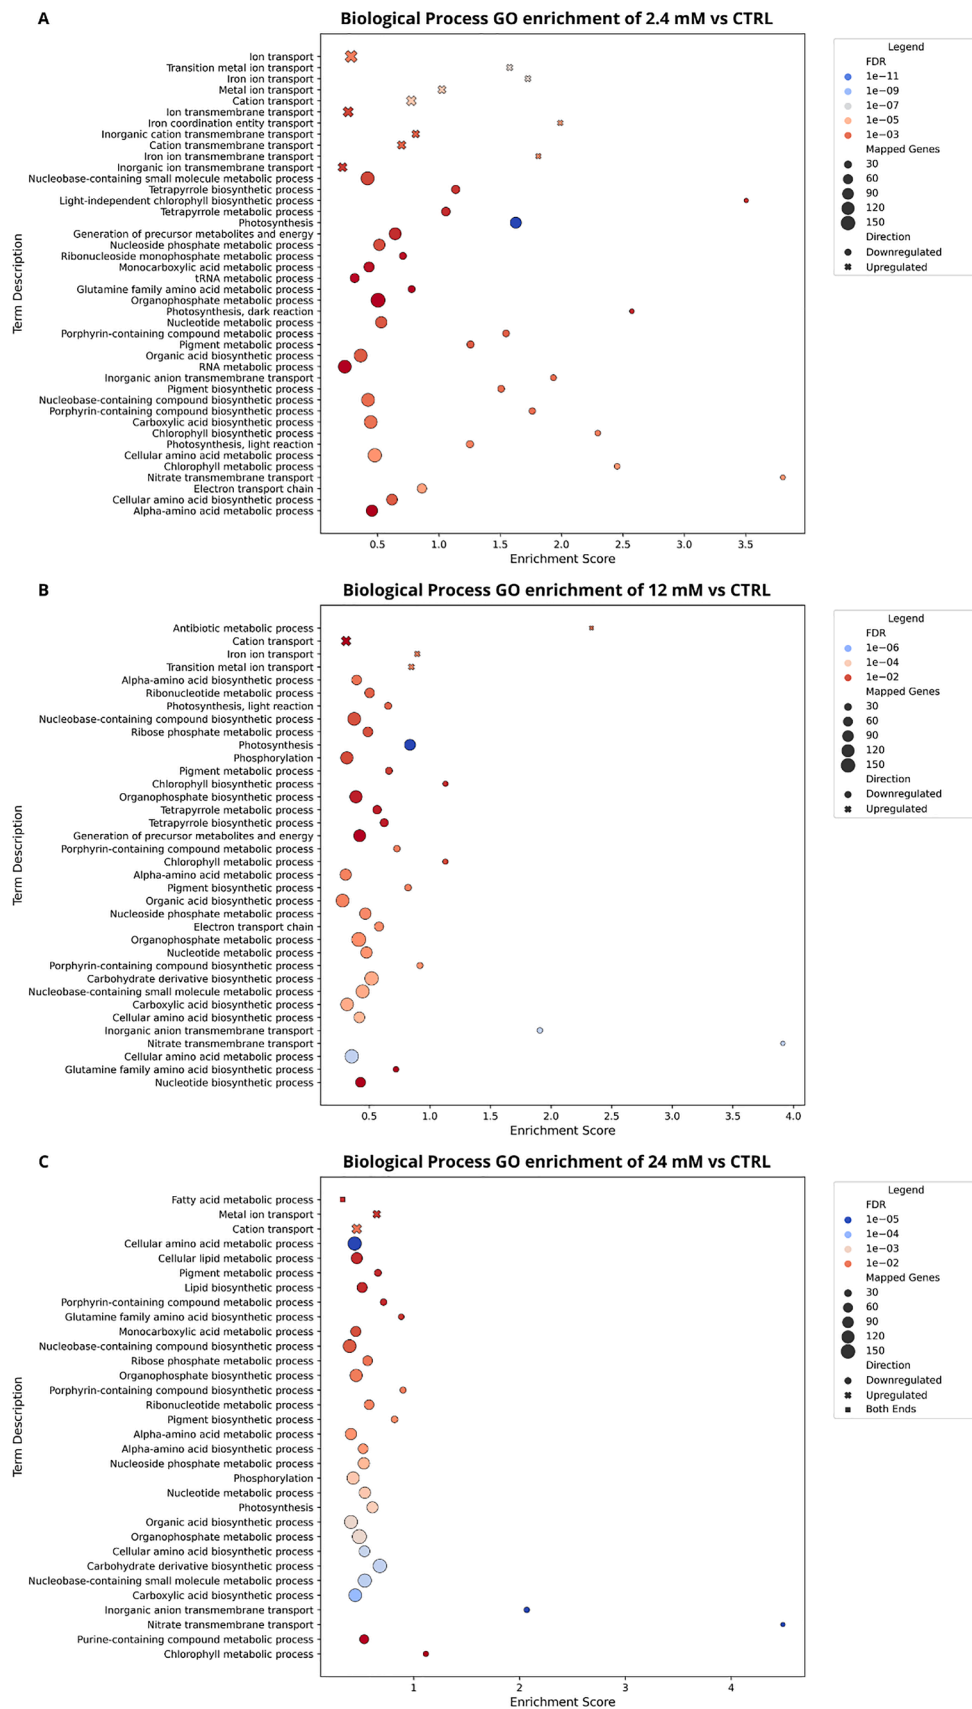 A
Biological Process GO enrichment of 2.4 mM vs CTRL
Term Description
Ion transport
Transition metal ion transport
Iron ion transport
Metal ion transport
Cation transport
Ion transmembrane transport
Iron coordination entity transport
Inorganic cation transmembrane transport
Cation transmembrane transport
Iron ion transmembrane transport
Inorganic ion transmembrane transport
Nucleobase-containing small molecule metabolic process
Tetrapyrrole biosynthetic process
Light-independent chlorophyll biosynthetic process
Tetrapyrrole metabolic process
Photosynthesis
Generation of precursor metabolites and energy
Nucleoside phosphate metabolic process
Ribonucleoside monophosphate metabolic process
Monocarboxylic acid metabolic process
tRNA metabolic process
Glutamine family amino acid metabolic process
Organophosphate metabolic process
Photosynthesis, dark reaction
Nucleotide metabolic process
Porphyrin-containing compound metabolic process
Pigment metabolic process
Organic acid biosynthetic process
RNA metabolic process
Inorganic anion transmembrane transport
Pigment biosynthetic process
Nucleobase-containing compound biosynthetic process
Porphyrin-containing compound biosynthetic process
Carboxylic acid biosynthetic process
Chlorophyll biosynthetic process
Photosynthesis, light reaction
Cellular amino acid metabolic process
Chlorophyll metabolic process
Nitrate transmembrane transport
Electron transport chain
Cellular amino acid biosynthetic process
Alpha-amino acid metabolic process
0.5 1.0 1.5 2.0 2.5 3.0 3.5
Enrichment Score
Legend
FDR
1e−11
1e−09
1e−07
1e−05
1e−03
Mapped Genes
30
60
90
120
150
Direction
Downregulated
Upregulated
B
Biological Process GO enrichment of 12 mM vs CTRL
Term Description
Antibiotic metabolic process
Cation transport
Iron ion transport
Transition metal ion transport
Alpha-amino acid biosynthetic process
Ribonucleotide metabolic process
Photosynthesis, light reaction
Nucleobase-containing compound biosynthetic process
Ribose phosphate metabolic process
Photosynthesis
Phosphorylation
Pigment metabolic process
Chlorophyll biosynthetic process
Organophosphate biosynthetic process
Tetrapyrrole metabolic process
Tetrapyrrole biosynthetic process
Generation of precursor metabolites and energy
Porphyrin-containing compound metabolic process
Chlorophyll metabolic process
Alpha-amino acid metabolic process
Pigment biosynthetic process
Organic acid biosynthetic process
Nucleoside phosphate metabolic process
Electron transport chain
Organophosphate metabolic process
Nucleotide metabolic process
Porphyrin-containing compound biosynthetic process
Carbohydrate derivative biosynthetic process
Nucleobase-containing small molecule metabolic process
Carboxylic acid biosynthetic process
Cellular amino acid biosynthetic process
Inorganic anion transmembrane transport
Nitrate transmembrane transport
Cellular amino acid metabolic process
Glutamine family amino acid biosynthetic process
Nucleotide biosynthetic process
0.5 1.0 1.5 2.0 2.5 3.0 3.5 4.0
Enrichment Score
Legend
FDR
1e−06
1e−04
1e−02
Mapped Genes
30
60
90
120
150
Direction
Downregulated
Upregulated
C
Biological Process GO enrichment of 24 mM vs CTRL
Term Description
Fatty acid metabolic process
Metal ion transport
Cation transport
Cellular amino acid metabolic process
Cellular lipid metabolic process
Pigment metabolic process
Lipid biosynthetic process
Porphyrin-containing compound metabolic process
Glutamine family amino acid biosynthetic process
Monocarboxylic acid metabolic process
Nucleobase-containing compound biosynthetic process
Ribose phosphate metabolic process
Organophosphate biosynthetic process
Porphyrin-containing compound biosynthetic process
Ribonucleotide metabolic process
Pigment biosynthetic process
Alpha-amino acid metabolic process
Alpha-amino acid biosynthetic process
Nucleoside phosphate metabolic process
Phosphorylation
Nucleotide metabolic process
Photosynthesis
Organic acid biosynthetic process
Organophosphate metabolic process
Cellular amino acid biosynthetic process
Carbohydrate derivative biosynthetic process
Nucleobase-containing small molecule metabolic process
Carboxylic acid biosynthetic process
Inorganic anion transmembrane transport
Nitrate transmembrane transport
Purine-containing compound metabolic process
Chlorophyll metabolic process
1 2 3 4
Enrichment Score
Legend
FDR
1e−05
1e−04
1e−03
1e−02
Mapped Genes
30
60
90
120
150
Direction
Downregulated
Upregulated
Both Ends